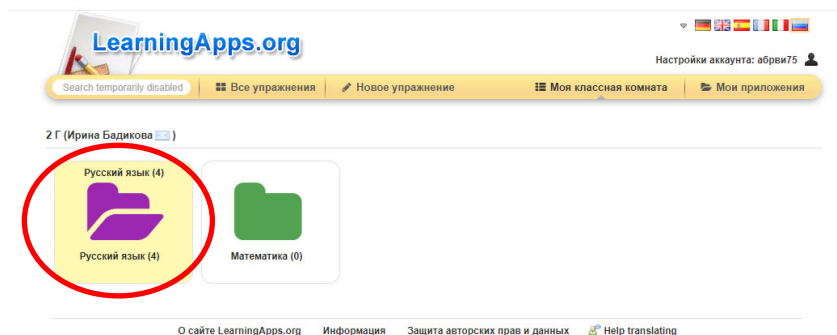 LearningApps.org
Настройки аккаунта: абрви75
Search temporarily disabled
Все упражнения
Новое упражнение
Моя классная комната
Мои приложения
2 Г (Ирина Бадикова )
Русский язык (4)
Русский язык (4)
Математика (0)
О сайте LearningApps.org Информация Защита авторских прав и данных Help translating